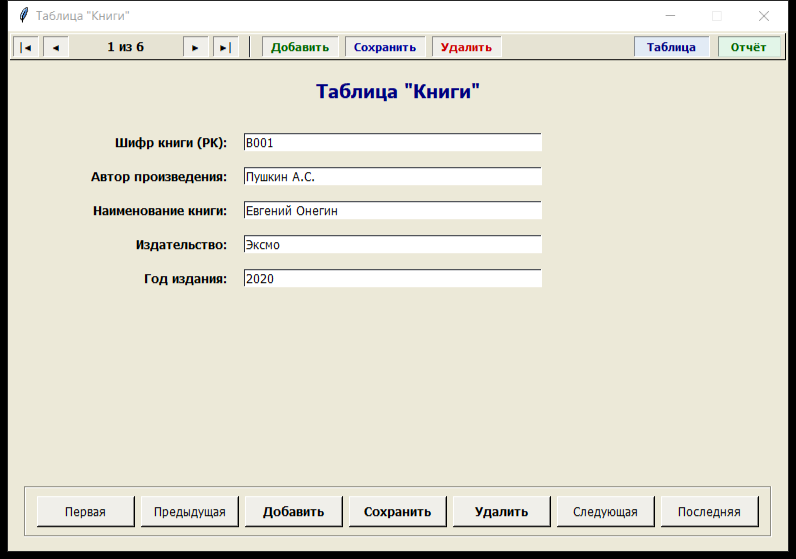 Таблица "Книги"
|◄ ◄ 1 из 6 ► ►| Добавить Сохранить Удалить Таблица Отчёт
Таблица "Книги"
Шифр книги (PK): B001
Автор произведения: Пушкин А.С.
Наименование книги: Евгений Онегин
Издательство: Эксмо
Год издания: 2020
Первая Предыдущая Добавить Сохранить Удалить Следующая Последняя